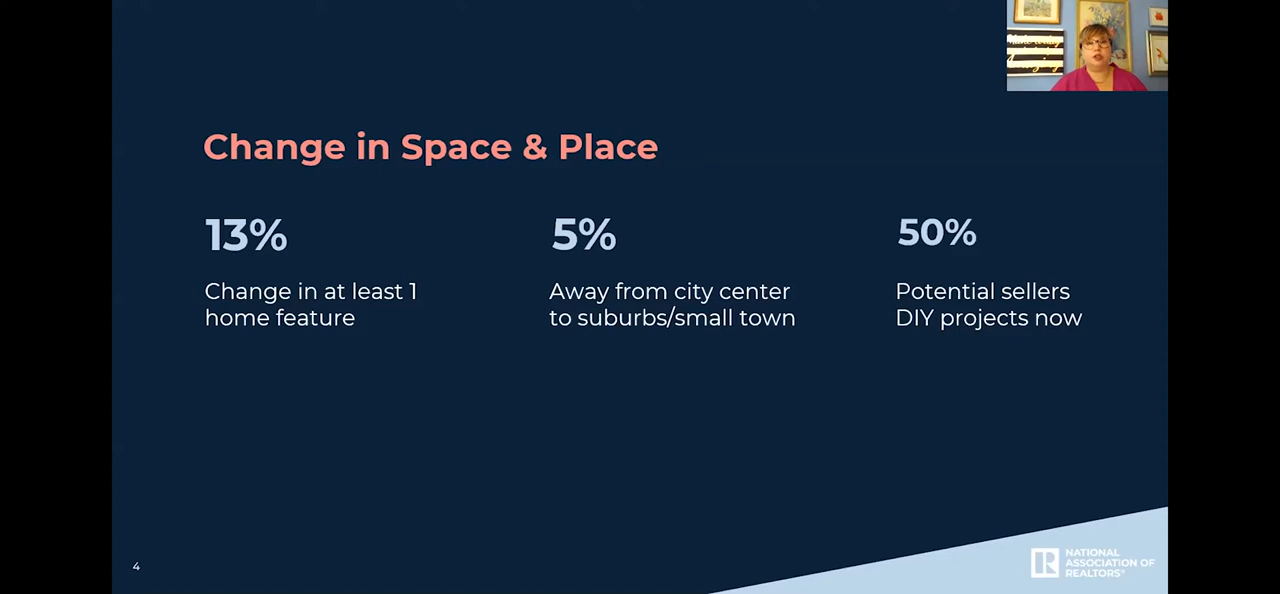 Change in Space & Place
13%
Change in at least 1
home feature
5%
Away from city center
to suburbs/small town
50%
Potential sellers
DIY projects now
4
NATIONAL
ASSOCIATION OF
REALTORS®